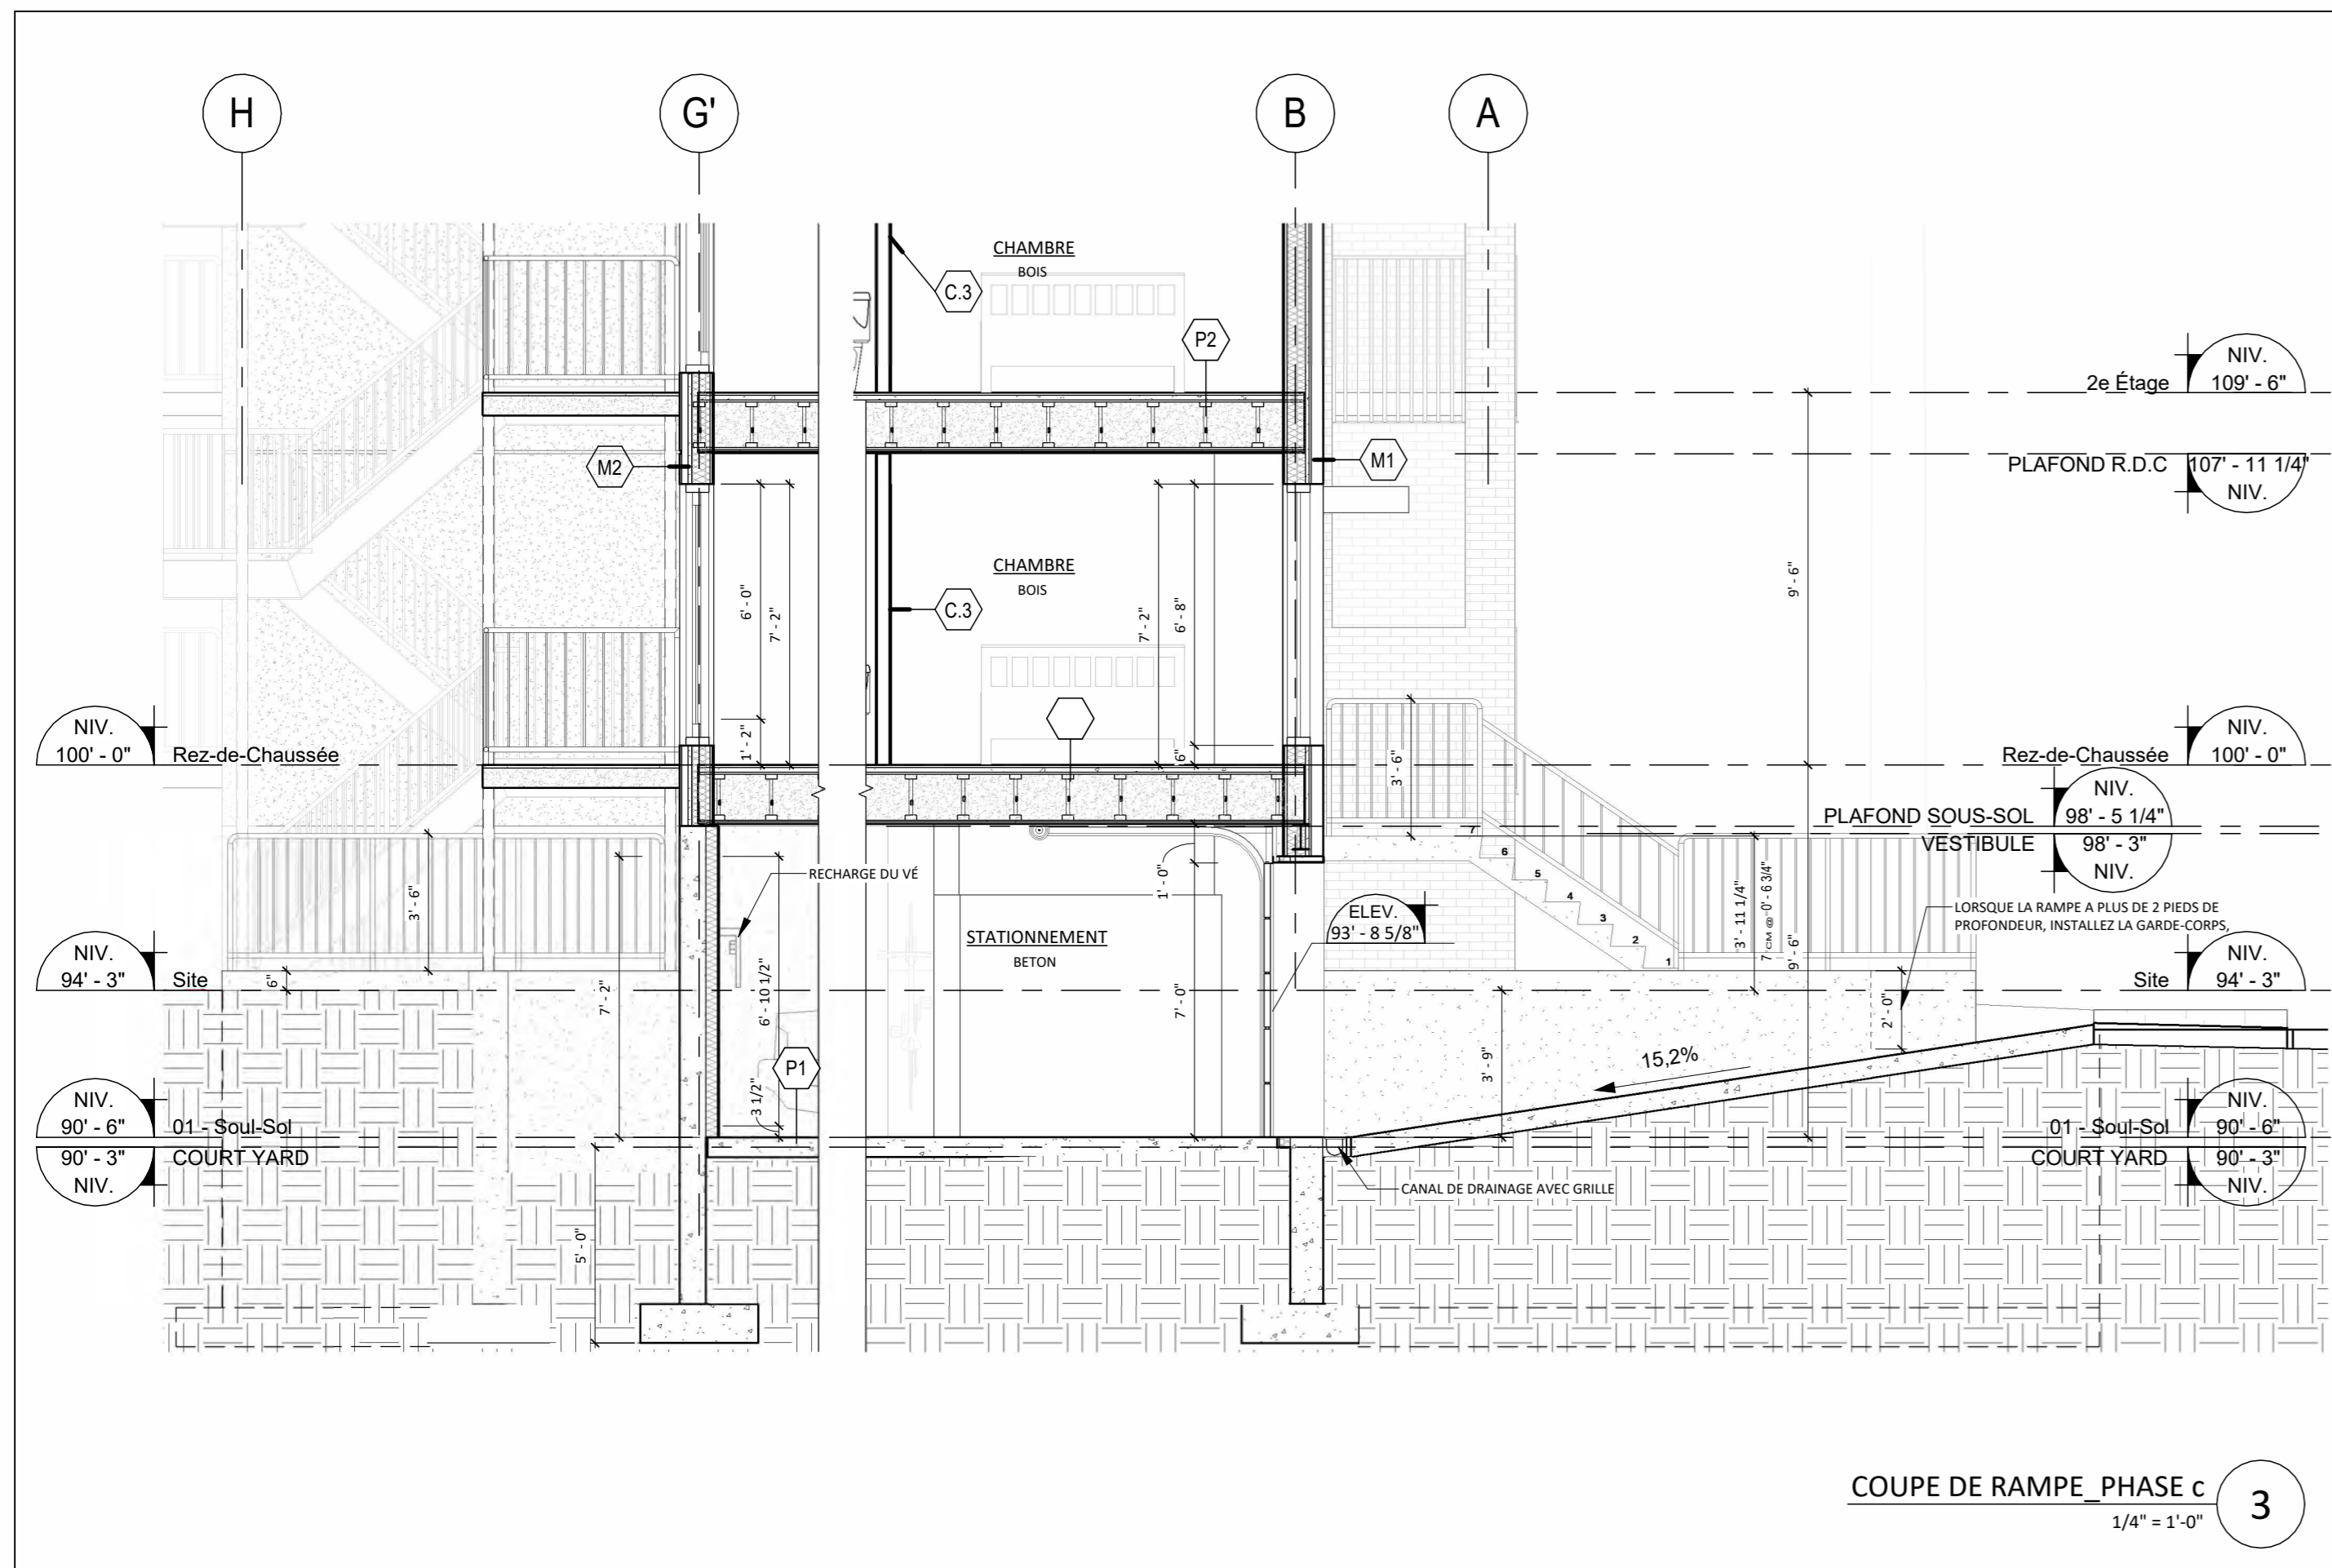 H
G'
B
A
CHAMBRE
BOIS
C.3
P2
NIV.
2e Étage
109' - 6"
M2
M1
PLAFOND R.D.C
107' - 11 1/4"
NIV.
CHAMBRE
BOIS
C.3
6' - 0"
7' - 2"
7' - 2"
6' - 8"
9' - 6"
1' - 2"
6"
3' - 6"
NIV.
100' - 0"
Rez-de-Chaussée
NIV.
Rez-de-Chaussée
100' - 0"
NIV.
PLAFOND SOUS-SOL
98' - 5 1/4"
VESTIBULE
98' - 3"
NIV.
7
6
5
4
3
2
1
RECHARGE DU VÉ
3' - 6"
1' - 0"
ELEV.
93' - 8 5/8"
STATIONNEMENT
BETON
3' - 11 1/4"
7 CM @ 0' - 6 3/4"
9' - 6"
LORSQUE LA RAMPE A PLUS DE 2 PIEDS DE
PROFONDEUR, INSTALLEZ LA GARDE-CORPS,
NIV.
94' - 3"
Site
6"
7' - 2"
6' - 10 1/2"
7' - 0"
2' - 0"
NIV.
Site
94' - 3"
3' - 9"
15,2%
P1
3 1/2"
NIV.
90' - 6"
01 - Soul-Sol
90' - 3"
COURT YARD
NIV.
NIV.
01 - Soul-Sol
90' - 6"
COURT YARD
90' - 3"
NIV.
CANAL DE DRAINAGE AVEC GRILLE
5' - 0"
COUPE DE RAMPE_PHASE c
1/4" = 1'-0"
3